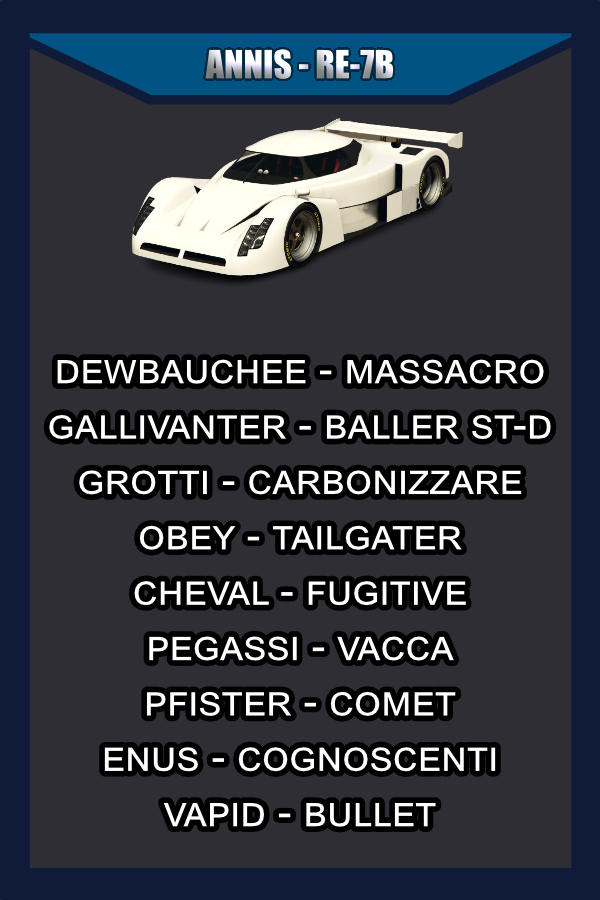 ANNIS - RE-7B
DEWBAUCHEE - MASSACRO
GALLIVANTER - BALLER ST-D
GROTTI - CARBONIZZARE
OBEY - TAILGATER
CHEVAL - FUGITIVE
PEGASSI - VACCA
PFISTER - COMET
ENUS - COGNOSCENTI
VAPID - BULLET